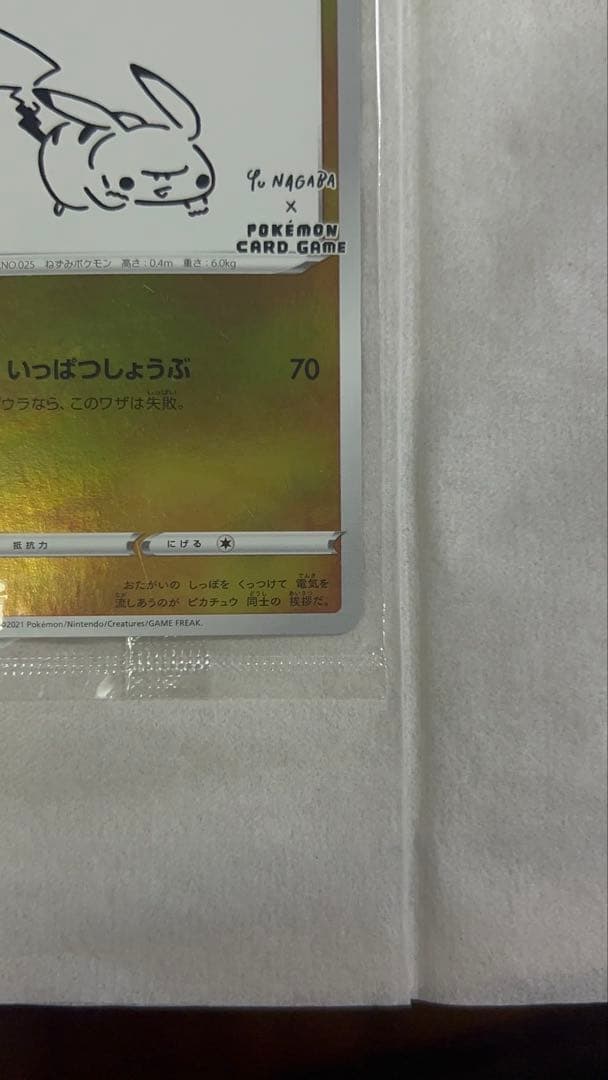 Yu NAGABA
×
POKÉMON
CARD GAME
NO.025 ねずみポケモン 高さ:0.4m 重さ:6.0kg
いっぱつしょうぶ 70
ウラなら、このワザは失敗。
抵抗力 にげる
おたがいの しっぽを くっつけて 電気を
流しあうのが ピカチュウ 同士の 挨拶だ。
©2021 Pokémon/Nintendo/Creatures/GAME FREAK.